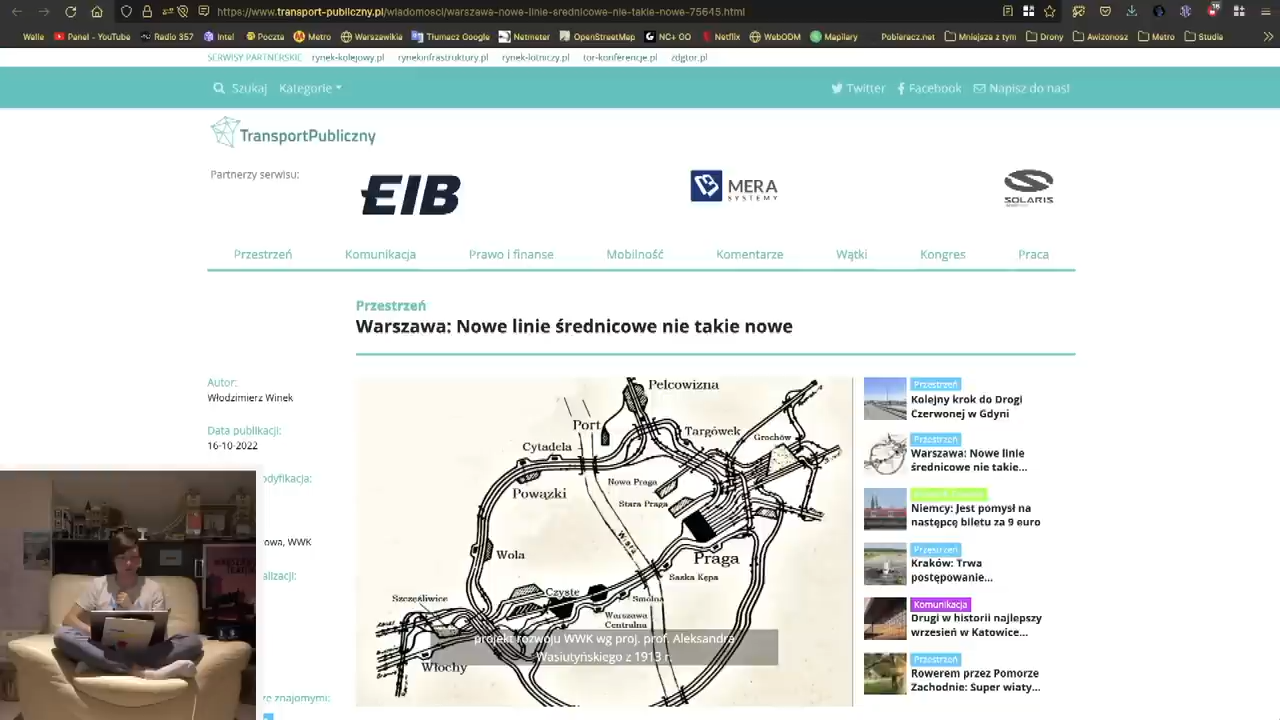 https://www.transport-publiczny.pl/wiadomosci/warszawa-nowe-linie-srednicowe-nie-takie-nowe-75645.html
Walle
Panel - YouTube
Intel
Poczta
Metro
Warszawikia
Radio 357
Tłumacz Google
Netmeter
OpenStreetMap
NC+ GO
Netflix
WebODM
Mapilary
Pobieracz.net
Mniejsze z tym
Drony
Awizonosz
Metro
Studia
SERWISY PARTNERSKIE
rynek-kolejowy.pl
rynekinfrastruktury.pl
rynek-lotniczy.pl
tor-konferencje.pl
zdgtor.pl
Szukaj
Kategorie
Twitter
Facebook
Napisz do nas!
TransportPubliczny
Partnerzy serwisu:
EIB
MERA
SYSTEMY
SOLARIS
Przestrzeń
Komunikacja
Prawo i finanse
Mobilność
Komentarze
Wątki
Kongres
Praca
Przestrzeń
Warszawa: Nowe linie średnicowe nie takie nowe
Autor:
Włodzimierz Winek
Data publikacji:
16-10-2022
odyfikacja:
owa, WWK
alizacji:
ze znajomymi:
Pelcowizna
Port
Targówek
Grochów
Cytadela
Nowa Praga
Powązki
Stara Praga
Wisła
Wola
Praga
Saska Kępa
Szczęśliwice
Czyste
Smolna
Warszawa
Centralna
Włochy
projekt rozwoju WWK wg proj. prof. Aleksandra
Wasiutyńskiego z 1913 r.
Przestrzeń
Kolejny krok do Drogi
Czerwonej w Gdyni
Przestrzeń
Warszawa: Nowe linie
średnicowe nie takie...
Niemcy: Jest pomysł na
następcę biletu za 9 euro
Przestrzeń
Kraków: Trwa
postępowanie...
Komunikacja
Drugi w historii najlepszy
wrzesień w Katowice...
Przestrzeń
Rowerem przez Pomorze
Zachodnie: Super wiaty...